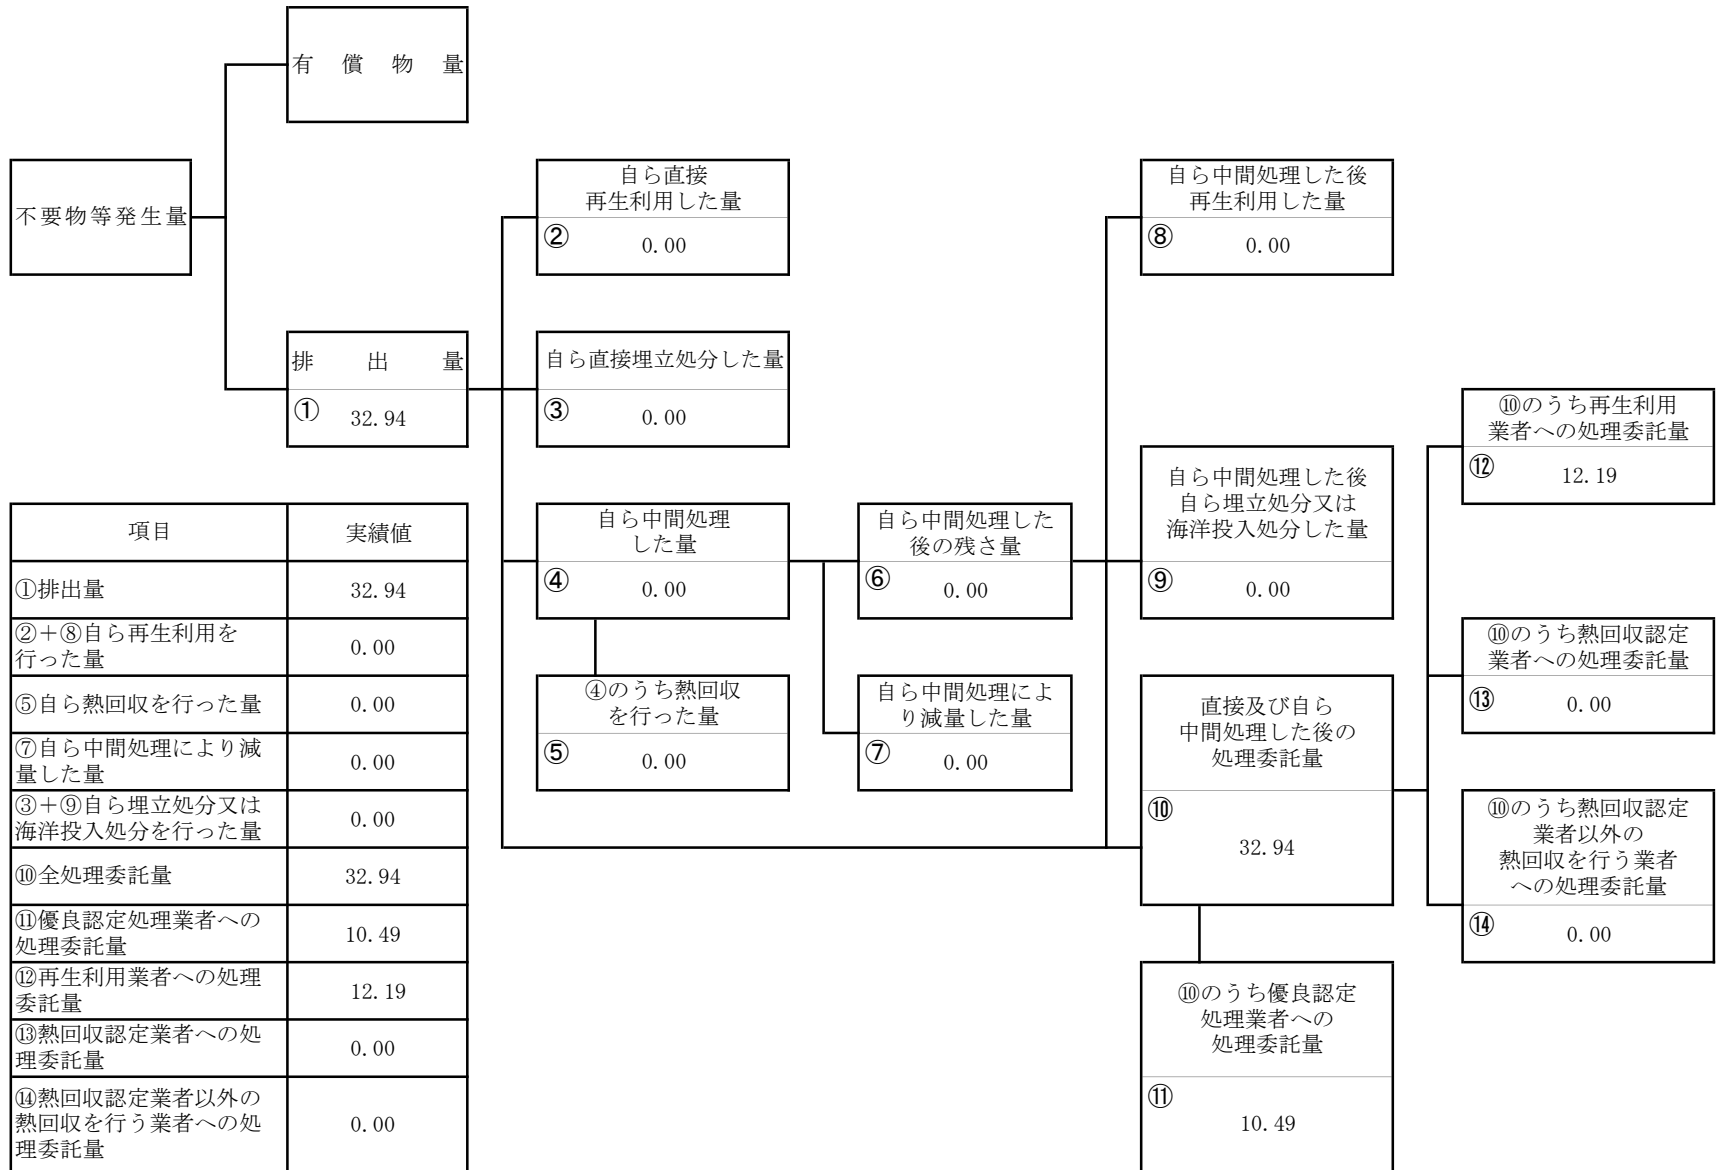 有償物量
不要物等発生量
排出量
① 32.94
自ら直接
再生利用した量
② 0.00
自ら直接埋立処分した量
③ 0.00
自ら中間処理
した量
④ 0.00
④のうち熱回収
を行った量
⑤ 0.00
自ら中間処理した
後の残さ量
⑥ 0.00
自ら中間処理によ
り減量した量
⑦ 0.00
自ら中間処理した後
再生利用した量
⑧ 0.00
自ら中間処理した後
自ら埋立処分又は
海洋投入処分した量
⑨ 0.00
直接及び自ら
中間処理した後の
処理委託量
⑩
32.94
⑩のうち優良認定
処理業者への
処理委託量
⑪
10.49
⑩のうち再生利用
業者への処理委託量
⑫ 12.19
⑩のうち熱回収認定
業者への処理委託量
⑬ 0.00
⑩のうち熱回収認定
業者以外の
熱回収を行う業者
への処理委託量
⑭ 0.00
項目 実績値
①排出量 32.94
②+⑧自ら再生利用を
行った量 0.00
⑤自ら熱回収を行った量 0.00
⑦自ら中間処理により減
量した量 0.00
③+⑨自ら埋立処分又は
海洋投入処分を行った量 0.00
⑩全処理委託量 32.94
⑪優良認定処理業者への
処理委託量 10.49
⑫再生利用業者への処理
委託量 12.19
⑬熱回収認定業者への処
理委託量 0.00
⑭熱回収認定業者以外の
熱回収を行う業者への処 0.00
理委託量